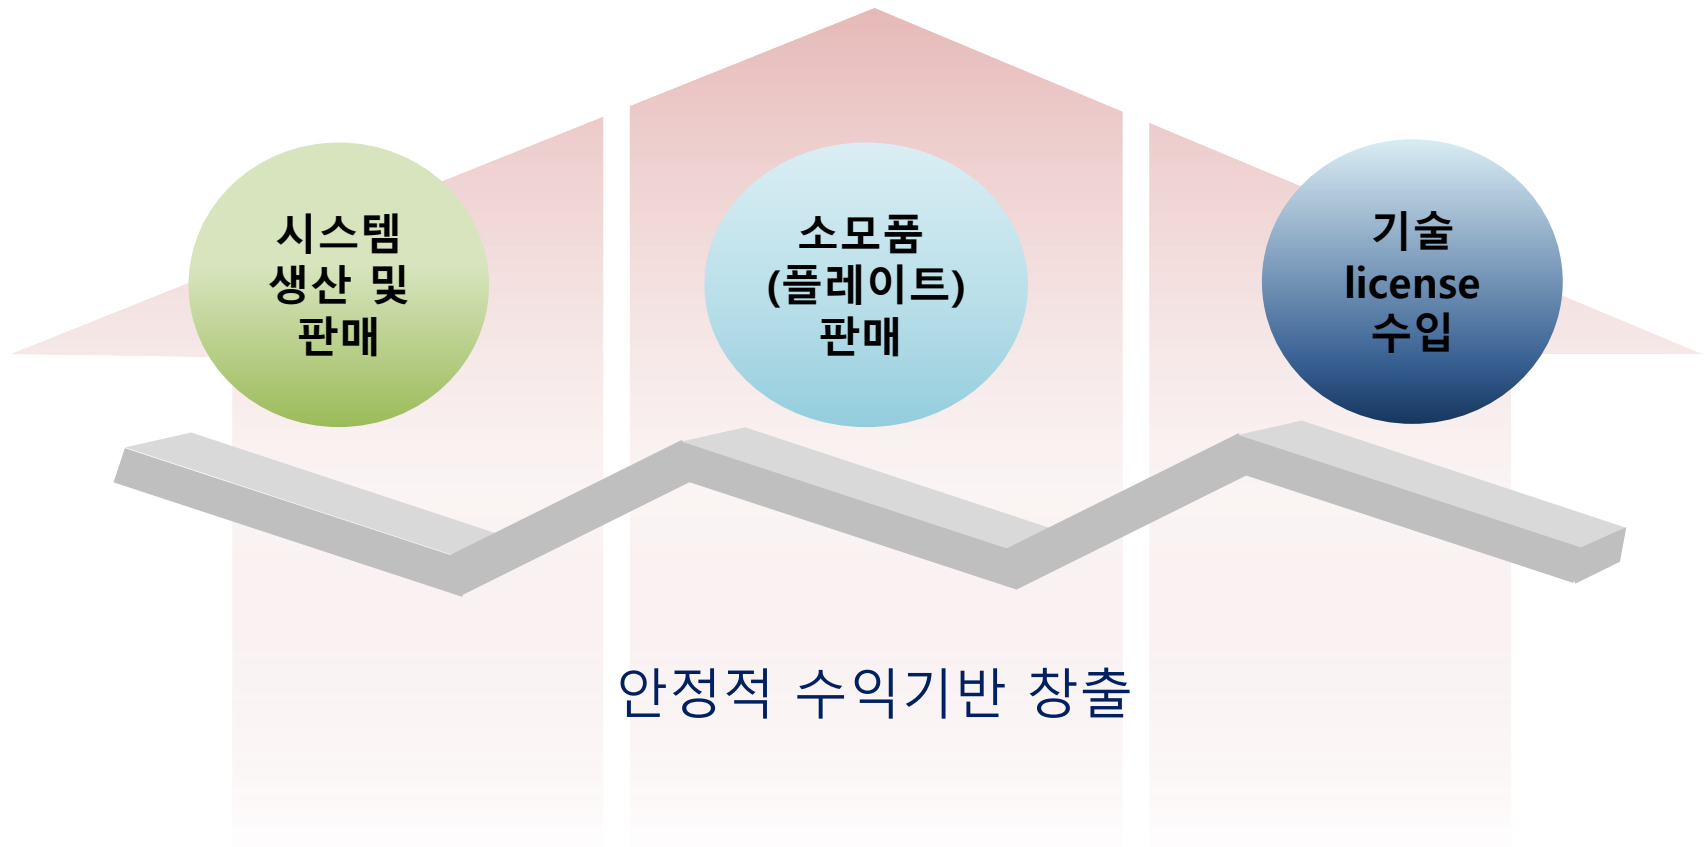 시스템
생산 및
판매
소모품
(플레이트)
판매
기술
license
수입
안정적 수익기반 창출